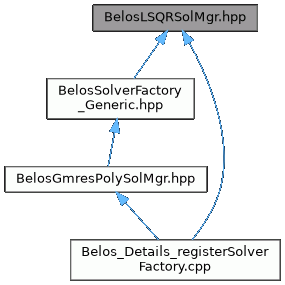 BelosLSQRSolMgr.hpp
BelosSolverFactory
_Generic.hpp
BelosGmresPolySolMgr.hpp
Belos_Details_registerSolver
Factory.cpp